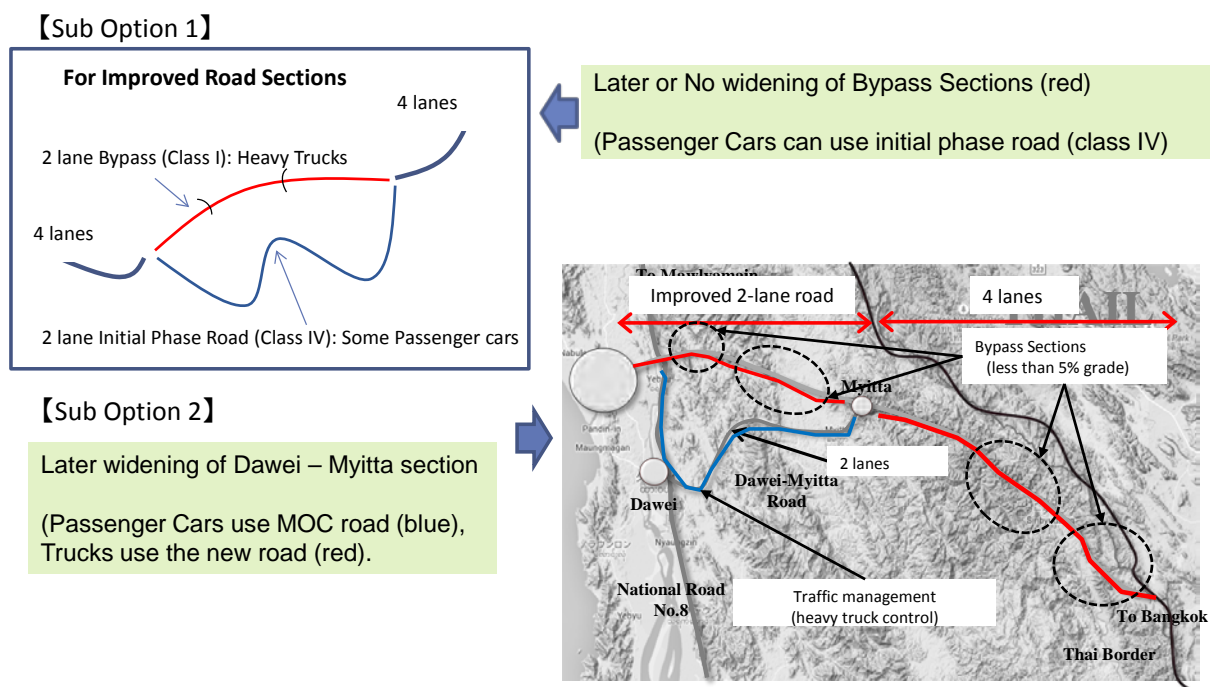 【Sub Option 1】
For Improved Road Sections
4 lanes
2 lane Bypass (Class I): Heavy Trucks
4 lanes
2 lane Initial Phase Road (Class IV): Some Passenger cars
Later or No widening of Bypass Sections (red)
(Passenger Cars can use initial phase road (class IV)
【Sub Option 2】
Later widening of Dawei – Myitta section
(Passenger Cars use MOC road (blue),
Trucks use the new road (red).
To Mawlyamain
Improved 2-lane road
4 lanes
Bypass Sections
(less than 5% grade)
Myitta
Pandin-in
Maungmagan
2 lanes
Dawei
Dawei-Myitta
Road
Nyaungzin
National Road
No.8
Traffic management
(heavy truck control)
Yebyu
To Bangkok
Thai Border